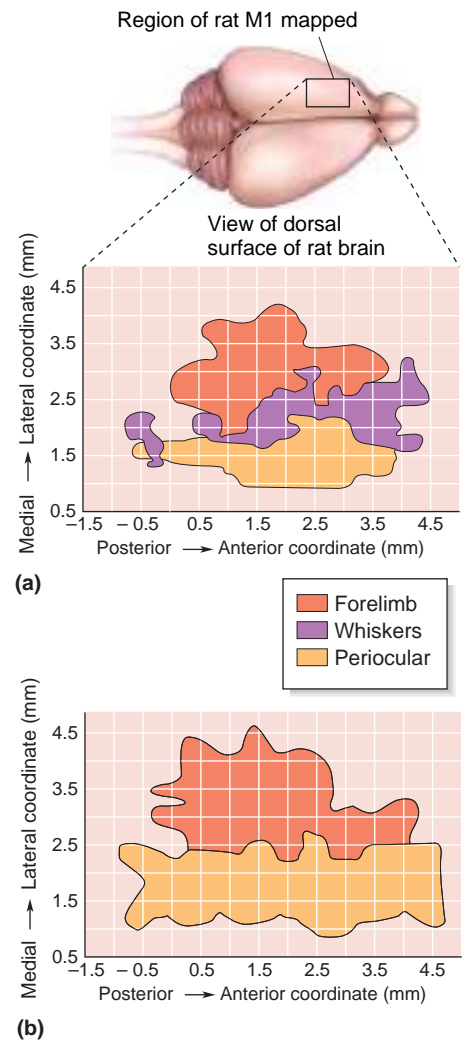 Region of rat M1 mapped
View of dorsal
surface of rat brain
Medial → Lateral coordinate (mm)
4.5
3.5
2.5
1.5
0.5
–1.5 – 0.5 0.5 1.5 2.5 3.5 4.5
Posterior → Anterior coordinate (mm)
(a)
Forelimb
Whiskers
Periocular
Medial → Lateral coordinate (mm)
4.5
3.5
2.5
1.5
0.5
–1.5 – 0.5 0.5 1.5 2.5 3.5 4.5
Posterior → Anterior coordinate (mm)
(b)